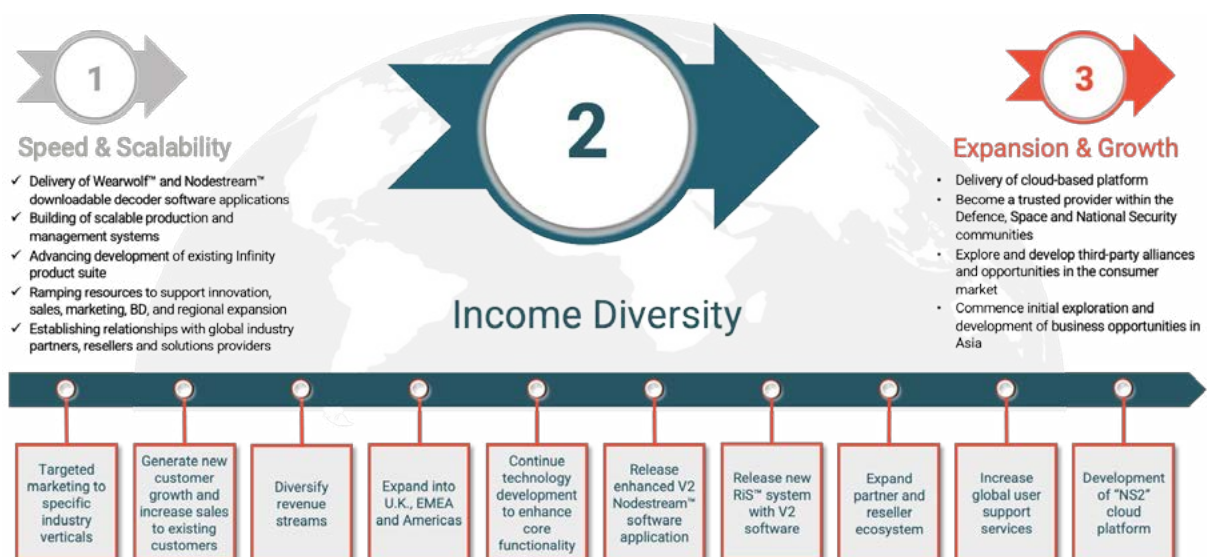 1
Speed & Scalability
✓ Delivery of Wearwolf™ and Nodestream™
downloadable decoder software applications
✓ Building of scalable production and
management systems
✓ Advancing development of existing Infinity
product suite
✓ Ramping resources to support innovation,
sales, marketing, BD, and regional expansion
✓ Establishing relationships with global industry
partners, resellers and solutions providers
2
Income Diversity
3
Expansion & Growth
• Delivery of cloud-based platform
• Become a trusted provider within the
Defence, Space and National Security
communities
• Explore and develop third-party alliances
and opportunities in the consumer
market
• Commence initial exploration and
development of business opportunities in
Asia
Targeted
marketing to
specific
industry
verticals
Generate new
customer
growth and
increase sales
to existing
customers
Diversify
revenue
streams
Expand into
U.K., EMEA
and Americas
Continue
technology
development
to enhance
core
functionality
Release
enhanced V2
Nodestream™
software
application
Release new
RiS™ system
with V2
software
Expand
partner and
reseller
ecosystem
Increase
global user
support
services
Development
of “NS2”
cloud
platform